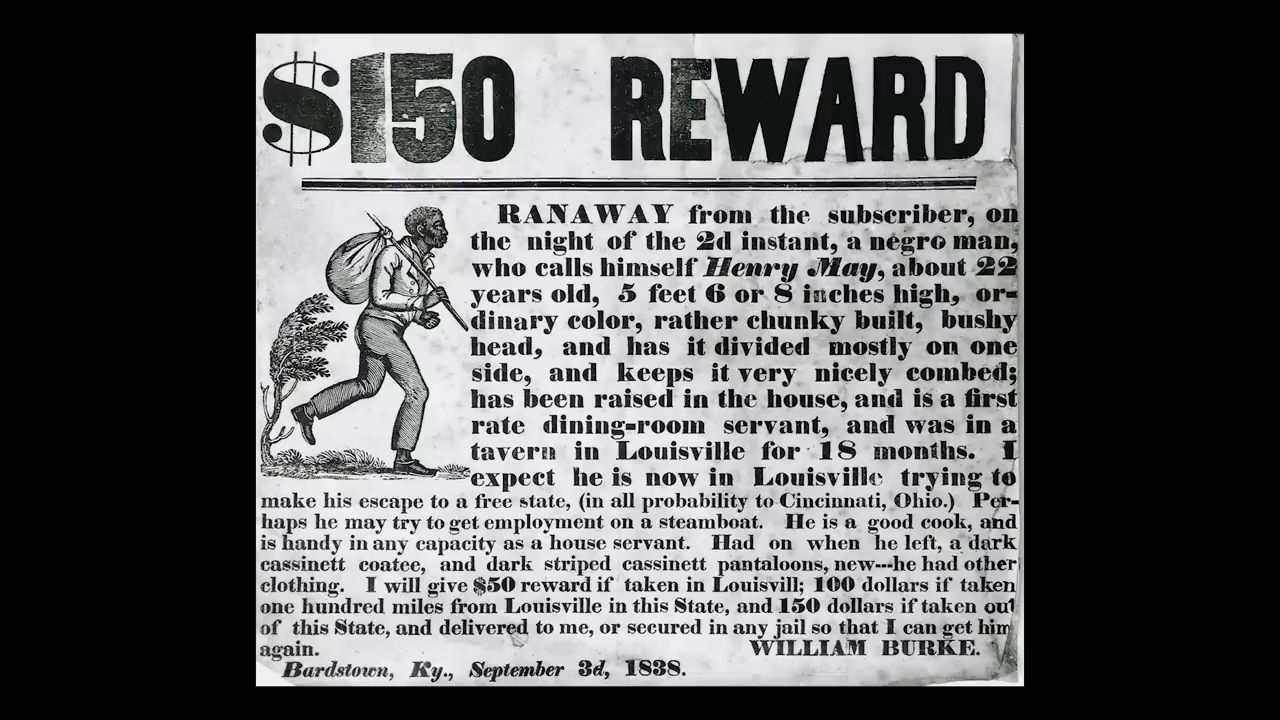 $150 REWARD
RANAWAY from the subscriber, on
the night of the 2d instant, a negro man,
who calls himself Henry May, about 22
years old, 5 feet 6 or 8 inches high, or-
dinary color, rather chunky built, bushy
head, and has it divided mostly on one
side, and keeps it very nicely combed;
has been raised in the house, and is a first
rate dining-room servant, and was in a
tavern in Louisville for 18 months. I
expect he is now in Louisville trying to
make his escape to a free state, (in all probability to Cincinnati, Ohio.) Per-
haps he may try to get employment on a steamboat. He is a good cook, and
is handy in any capacity as a house servant. Had on when he left, a dark
cassinett coatee, and dark striped cassinett pantaloons, new---he had other
clothing. I will give $50 reward if taken in Louisvill; 100 dollars if taken
one hundred miles from Louisville in this State, and 150 dollars if taken out
of this State, and delivered to me, or secured in any jail so that I can get him
again. WILLIAM BURKE.
Bardstown, Ky., September 3d, 1838.